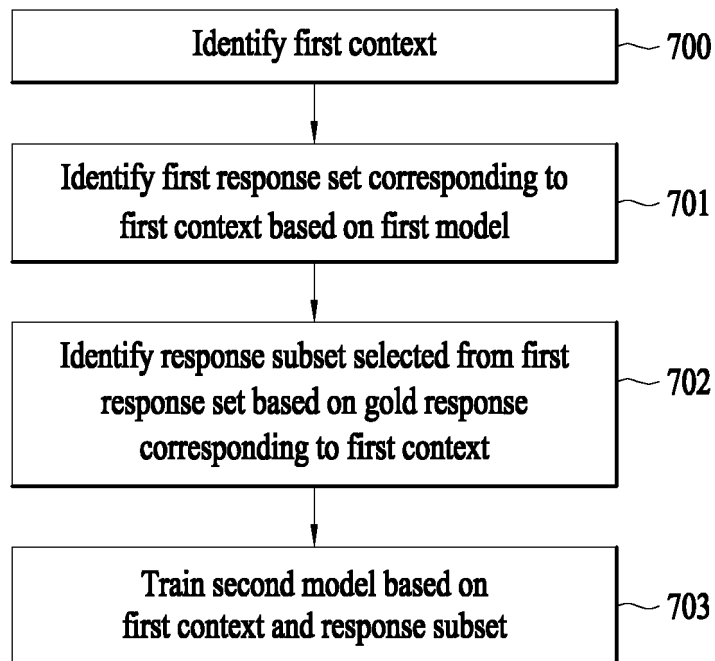 Identify first context
700
Identify first response set corresponding to
first context based on first model
701
Identify response subset selected from first
response set based on gold response
corresponding to first context
702
Train second model based on
first context and response subset
703